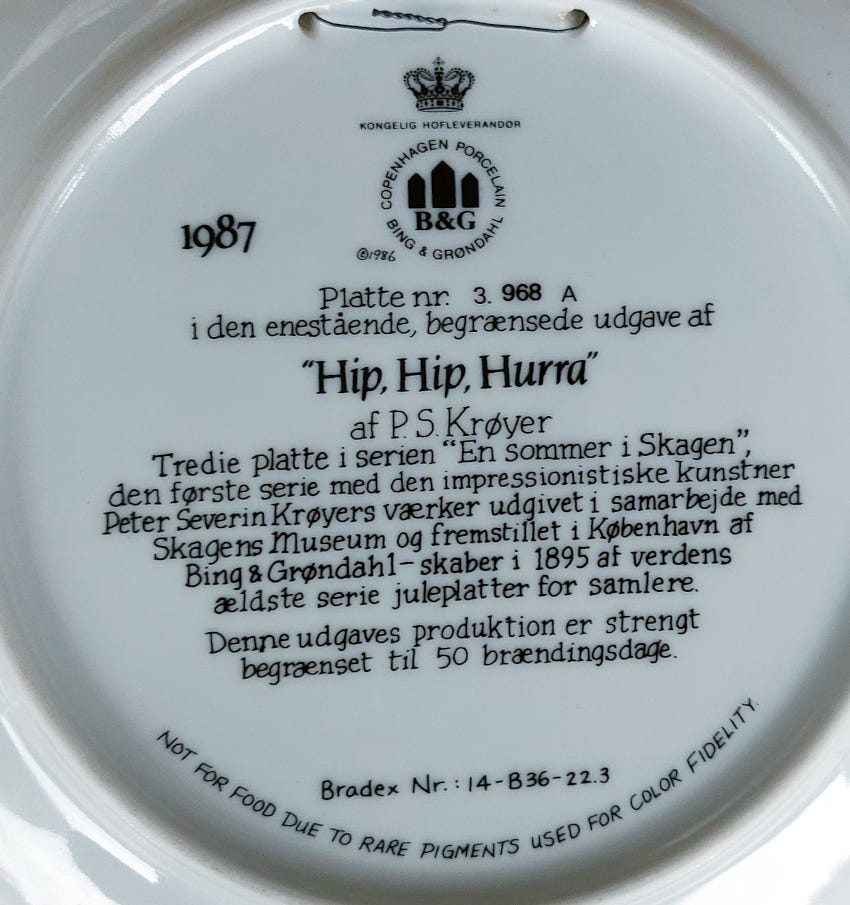 KONGELIG HOFLEVERANDØR
COPENHAGEN PORCELAIN
B&G
BING & GRØNDAHL
©1986
1987
Platte nr. 3. 968 A
i den enestående, begrænsede udgave af
"Hip, Hip, Hurra"
af P. S. Krøyer
Tredie platte i serien "En sommer i Skagen",
den første serie med den impressionistiske kunstner
Peter Severin Krøyers værker udgivet i samarbejde med
Skagens Museum og fremstillet i København af
Bing & Grøndahl - skaber i 1895 af verdens
ældste serie juleplatter for samlere.
Denne udgaves produktion er strengt
begrænset til 50 brændingsdage.
Bradex Nr.: 14-B36-22.3
NOT FOR FOOD DUE TO RARE PIGMENTS USED FOR COLOR FIDELITY.